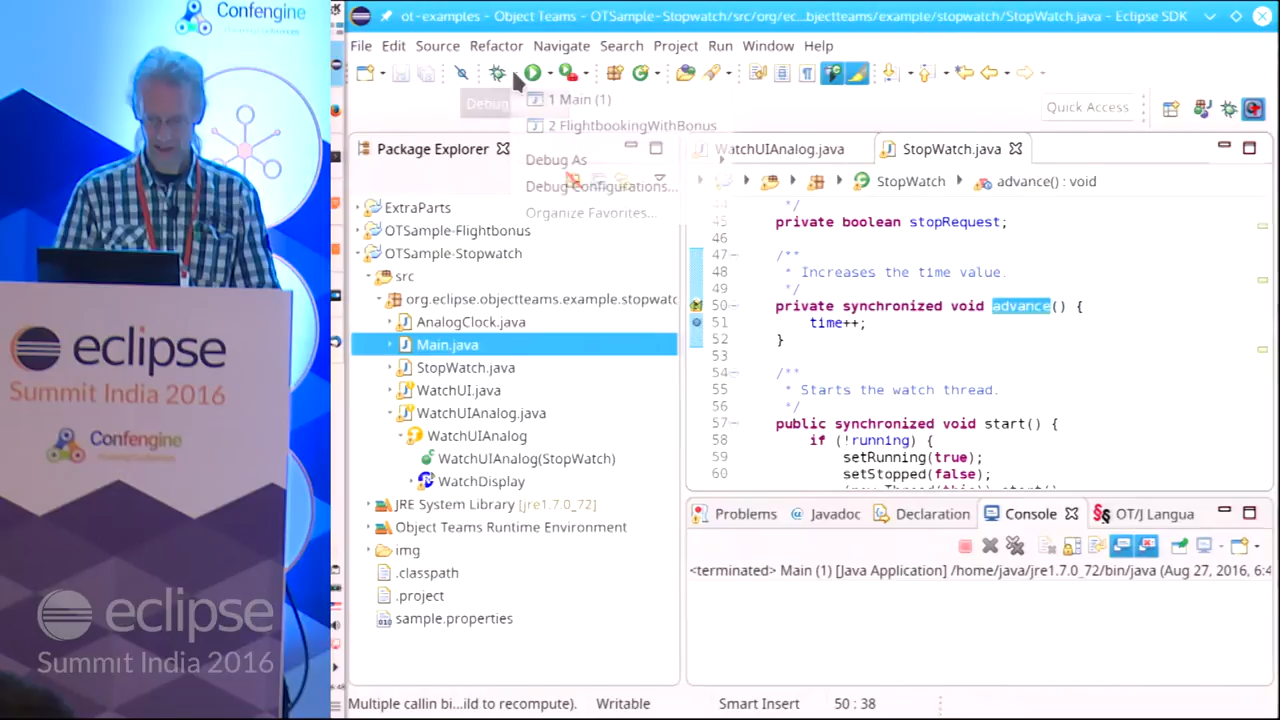 Confengine
eclipse
Summit India 2016
Confengine
eclipse
Summit India 2016
ot-examples - Object Teams - OTSample-Stopwatch/src/org/ec...bjectteams/example/stopwatch/StopWatch.java - Eclipse SDK
File Edit Source Refactor Navigate Search Project Run Window Help
Debug
1 Main (1)
2 FlightbookingWithBonus
Debug As
Debug Configurations...
Organize Favorites...
Quick Access
Package Explorer
ExtraParts
OTSample-Flightbonus
OTSample-Stopwatch
src
org.eclipse.objectteams.example.stopwatc
AnalogClock.java
Main.java
StopWatch.java
WatchUI.java
WatchUIAnalog.java
WatchUIAnalog
WatchUIAnalog(StopWatch)
WatchDisplay
JRE System Library [jre1.7.0_72]
Object Teams Runtime Environment
img
.classpath
.project
sample.properties
WatchUIAnalog.java StopWatch.java
StopWatch advance() : void
44 */
45 private boolean stopRequest;
46
47 /**
48 * Increases the time value.
49 */
50 private synchronized void advance() {
51 time++;
52 }
53
54 /**
55 * Starts the watch thread.
56 */
57 public synchronized void start() {
58 if (!running) {
59 setRunning(true);
60 setStopped(false);
Problems Javadoc Declaration Console OT/J Langua
<terminated> Main (1) [Java Application] /home/java/jre1.7.0_72/bin/java (Aug 27, 2016, 6:4
Multiple callin bi...ild to recompute). Writable Smart Insert 50 : 38